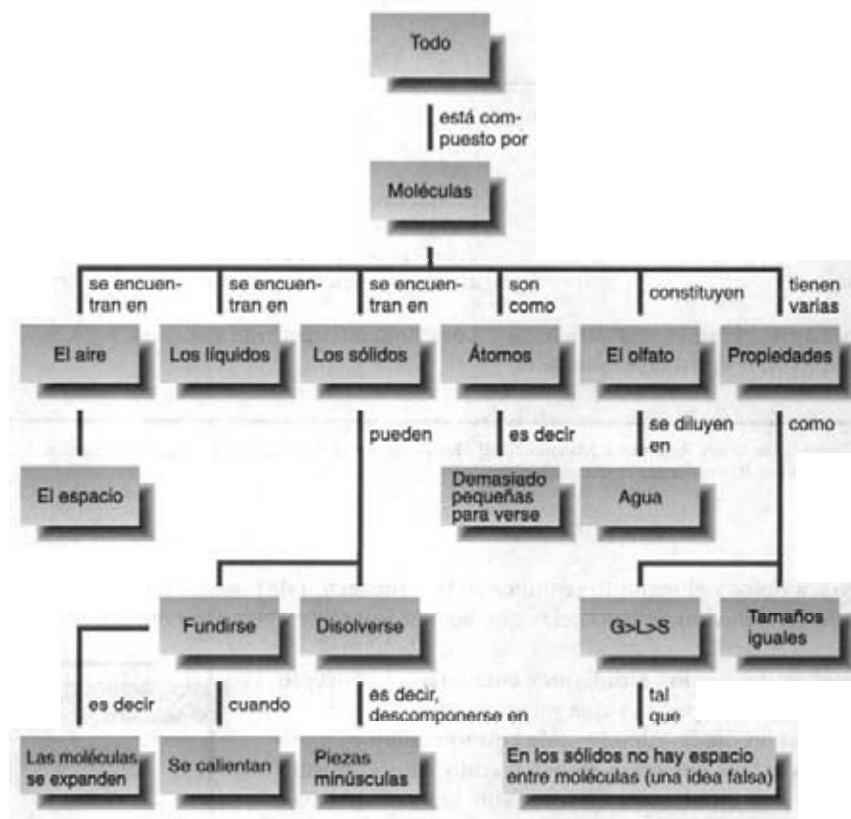 Todo
está com-
puesto por
Moléculas
se encuen-
tran en
se encuen-
tran en
se encuen-
tran en
son
como
constituyen
tienen
varias
El aire
Los líquidos
Los sólidos
Átomos
El olfato
Propiedades
pueden
es decir
se diluyen
en
como
El espacio
Demasiado
pequeñas
para verse
Agua
Fundirse
Disolverse
G>L>S
Tamaños
iguales
es decir
cuando
es decir,
descomponerse en
tal
que
Las moléculas
se expanden
Se calientan
Piezas
minúsculas
En los sólidos no hay espacio
entre moléculas (una idea falsa)